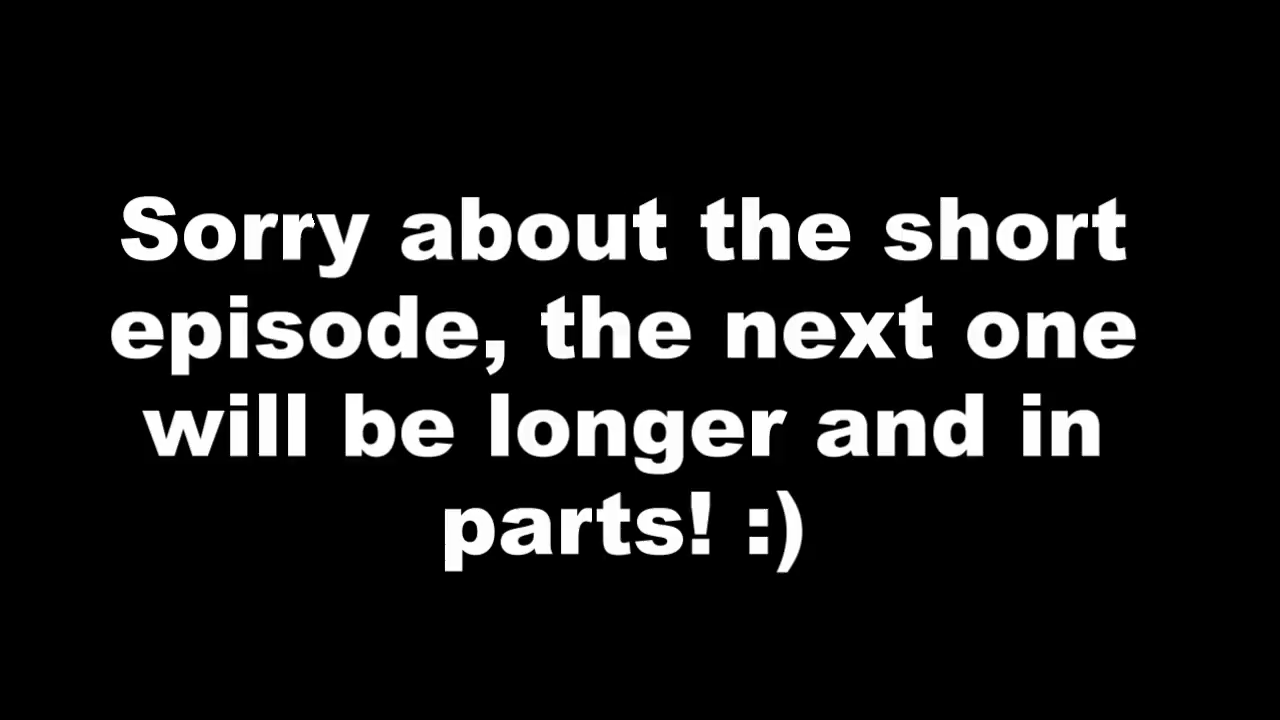 Sorry about the short
episode, the next one
will be longer and in
parts! :)